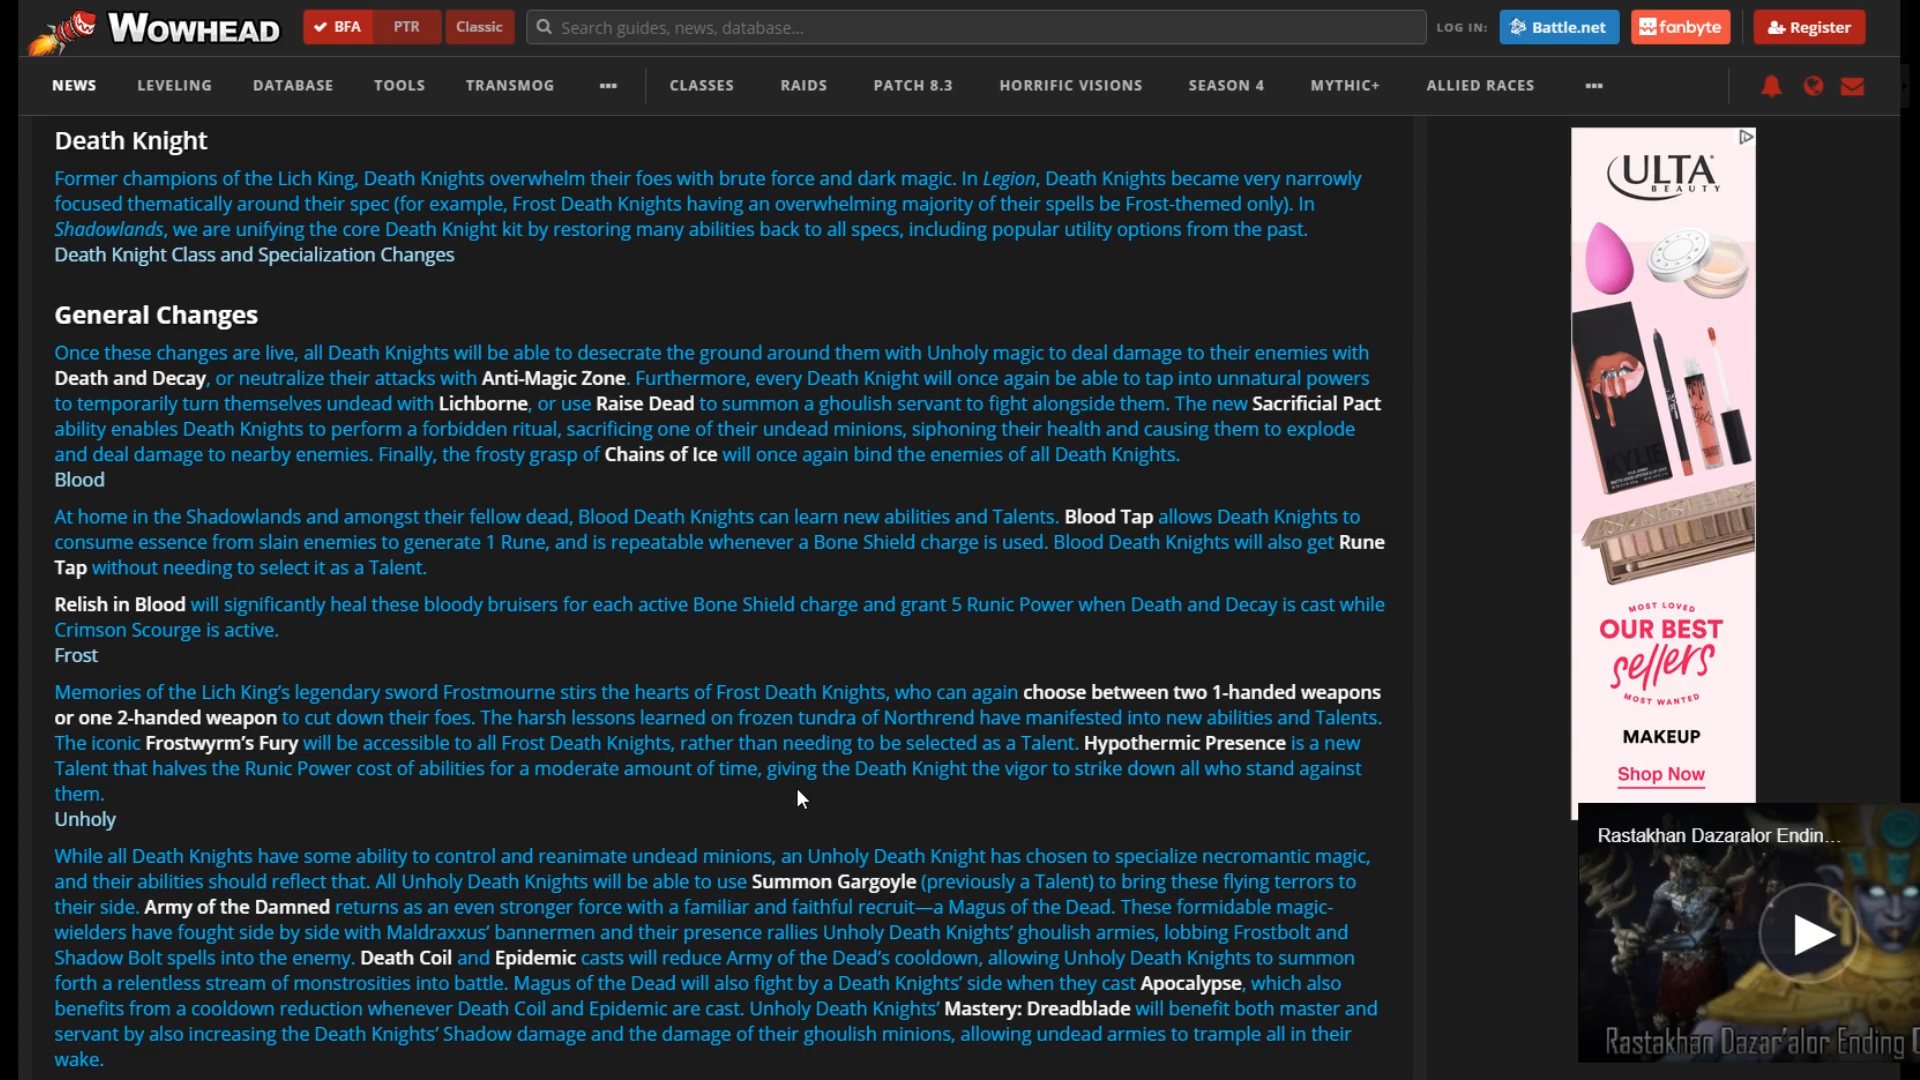 WOWHEAD
BFA
PTR
Classic
Search guides, news, database...
LOG IN:
Battle.net
fanbyte
Register
NEWS
LEVELING
DATABASE
TOOLS
TRANSMOG
CLASSES
RAIDS
PATCH 8.3
HORRIFIC VISIONS
SEASON 4
MYTHIC+
ALLIED RACES
Death Knight
Former champions of the Lich King, Death Knights overwhelm their foes with brute force and dark magic. In Legion, Death Knights became very narrowly
focused thematically around their spec (for example, Frost Death Knights having an overwhelming majority of their spells be Frost-themed only). In
Shadowlands, we are unifying the core Death Knight kit by restoring many abilities back to all specs, including popular utility options from the past.
Death Knight Class and Specialization Changes
General Changes
Once these changes are live, all Death Knights will be able to desecrate the ground around them with Unholy magic to deal damage to their enemies with
Death and Decay, or neutralize their attacks with Anti-Magic Zone. Furthermore, every Death Knight will once again be able to tap into unnatural powers
to temporarily turn themselves undead with Lichborne, or use Raise Dead to summon a ghoulish servant to fight alongside them. The new Sacrificial Pact
ability enables Death Knights to perform a forbidden ritual, sacrificing one of their undead minions, siphoning their health and causing them to explode
and deal damage to nearby enemies. Finally, the frosty grasp of Chains of Ice will once again bind the enemies of all Death Knights.
Blood
At home in the Shadowlands and amongst their fellow dead, Blood Death Knights can learn new abilities and Talents. Blood Tap allows Death Knights to
consume essence from slain enemies to generate 1 Rune, and is repeatable whenever a Bone Shield charge is used. Blood Death Knights will also get Rune
Tap without needing to select it as a Talent.
Relish in Blood will significantly heal these bloody bruisers for each active Bone Shield charge and grant 5 Runic Power when Death and Decay is cast while
Crimson Scourge is active.
Frost
Memories of the Lich King's legendary sword Frostmourne stirs the hearts of Frost Death Knights, who can again choose between two 1-handed weapons
or one 2-handed weapon to cut down their foes. The harsh lessons learned on frozen tundra of Northrend have manifested into new abilities and Talents.
The iconic Frostwyrm's Fury will be accessible to all Frost Death Knights, rather than needing to be selected as a Talent. Hypothermic Presence is a new
Talent that halves the Runic Power cost of abilities for a moderate amount of time, giving the Death Knight the vigor to strike down all who stand against
them.
Unholy
While all Death Knights have some ability to control and reanimate undead minions, an Unholy Death Knight has chosen to specialize necromantic magic,
and their abilities should reflect that. All Unholy Death Knights will be able to use Summon Gargoyle (previously a Talent) to bring these flying terrors to
their side. Army of the Damned returns as an even stronger force with a familiar and faithful recruit—a Magus of the Dead. These formidable magic-
wielders have fought side by side with Maldraxxus' bannermen and their presence rallies Unholy Death Knights' ghoulish armies, lobbing Frostbolt and
Shadow Bolt spells into the enemy. Death Coil and Epidemic casts will reduce Army of the Dead's cooldown, allowing Unholy Death Knights to summon
forth a relentless stream of monstrosities into battle. Magus of the Dead will also fight by a Death Knights' side when they cast Apocalypse, which also
benefits from a cooldown reduction whenever Death Coil and Epidemic are cast. Unholy Death Knights' Mastery: Dreadblade will benefit both master and
servant by also increasing the Death Knights' Shadow damage and the damage of their ghoulish minions, allowing undead armies to trample all in their
wake.
ULTA
BEAUTY
KYLIE
MOST LOVED
OUR BEST
sellers
MOST WANTED
MAKEUP
Shop Now
Rastakhan Dazaralor Endin...
Rastakhan Dazar'alor Ending